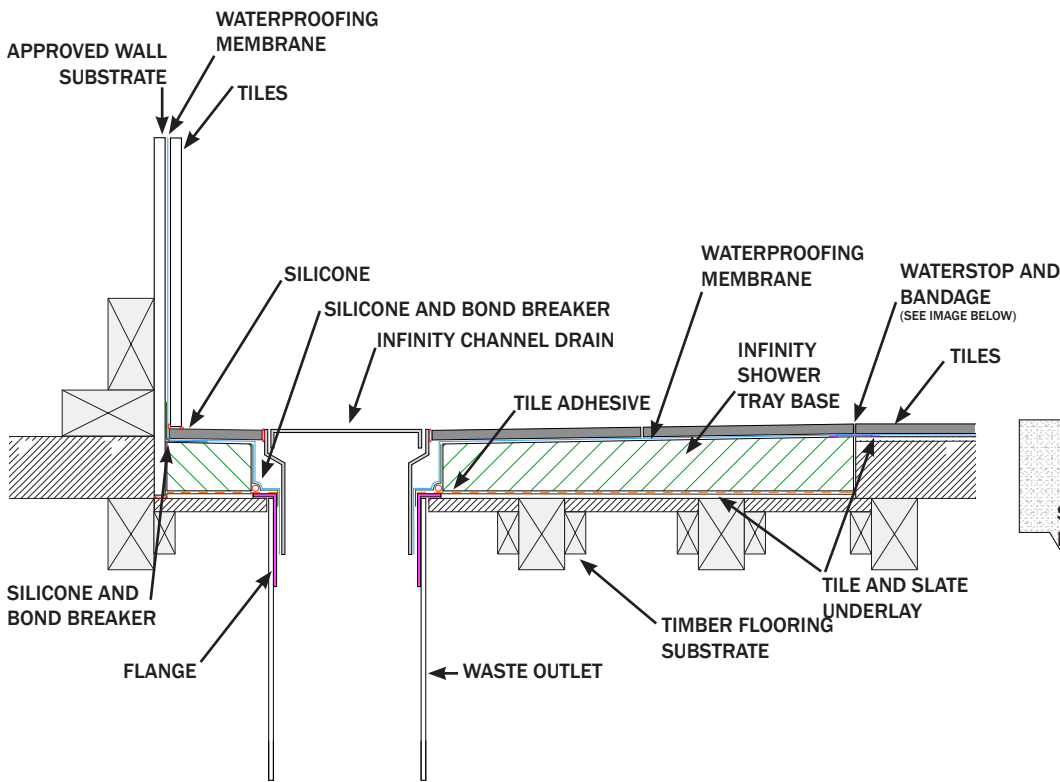 WATERPROOFING
MEMBRANE
APPROVED WALL
SUBSTRATE
TILES
SILICONE
SILICONE AND BOND BREAKER
INFINITY CHANNEL DRAIN
TILE ADHESIVE
WATERPROOFING
MEMBRANE
INFINITY
SHOWER
TRAY BASE
WATERSTOP AND
BANDAGE
(SEE IMAGE BELOW)
TILES
SILICONE AND
BOND BREAKER
FLANGE
WASTE OUTLET
TIMBER FLOORING
SUBSTRATE
TILE AND SLATE
UNDERLAY